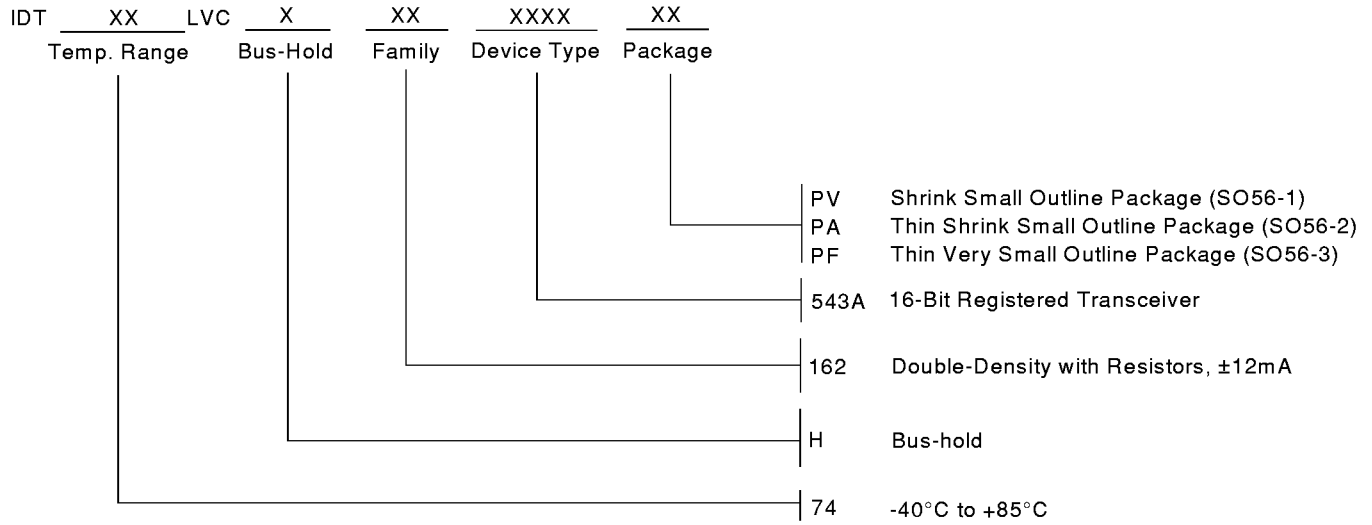 IDT XX LVC X XX XXXX XX
Temp. Range Bus-Hold Family Device Type Package
PV Shrink Small Outline Package (SO56-1)
PA Thin Shrink Small Outline Package (SO56-2)
PF Thin Very Small Outline Package (SO56-3)
543A 16-Bit Registered Transceiver
162 Double-Density with Resistors, ±12mA
H Bus-hold
74 -40°C to +85°C